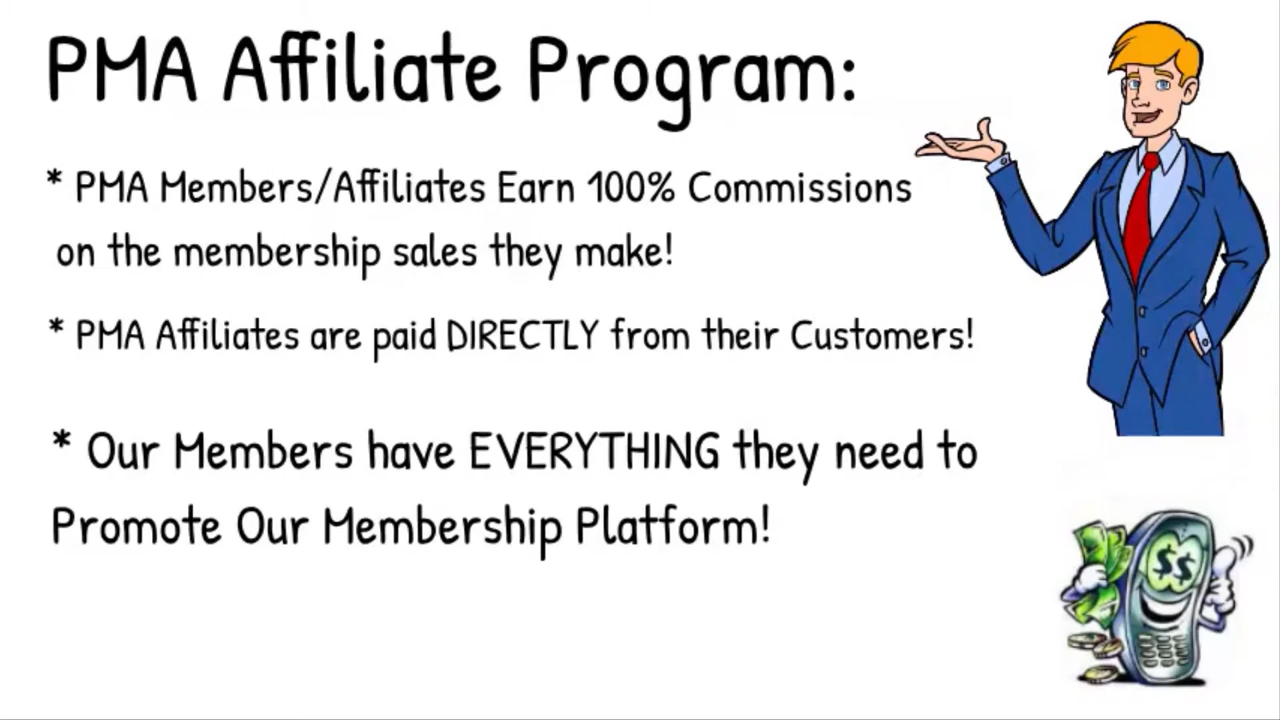 PMA Affiliate Program:
* PMA Members/Affiliates Earn 100% Commissions
on the membership sales they make!
* PMA Affiliates are paid DIRECTLY from their Customers!
* Our Members have EVERYTHING they need to
Promote Our Membership Platform!
$$